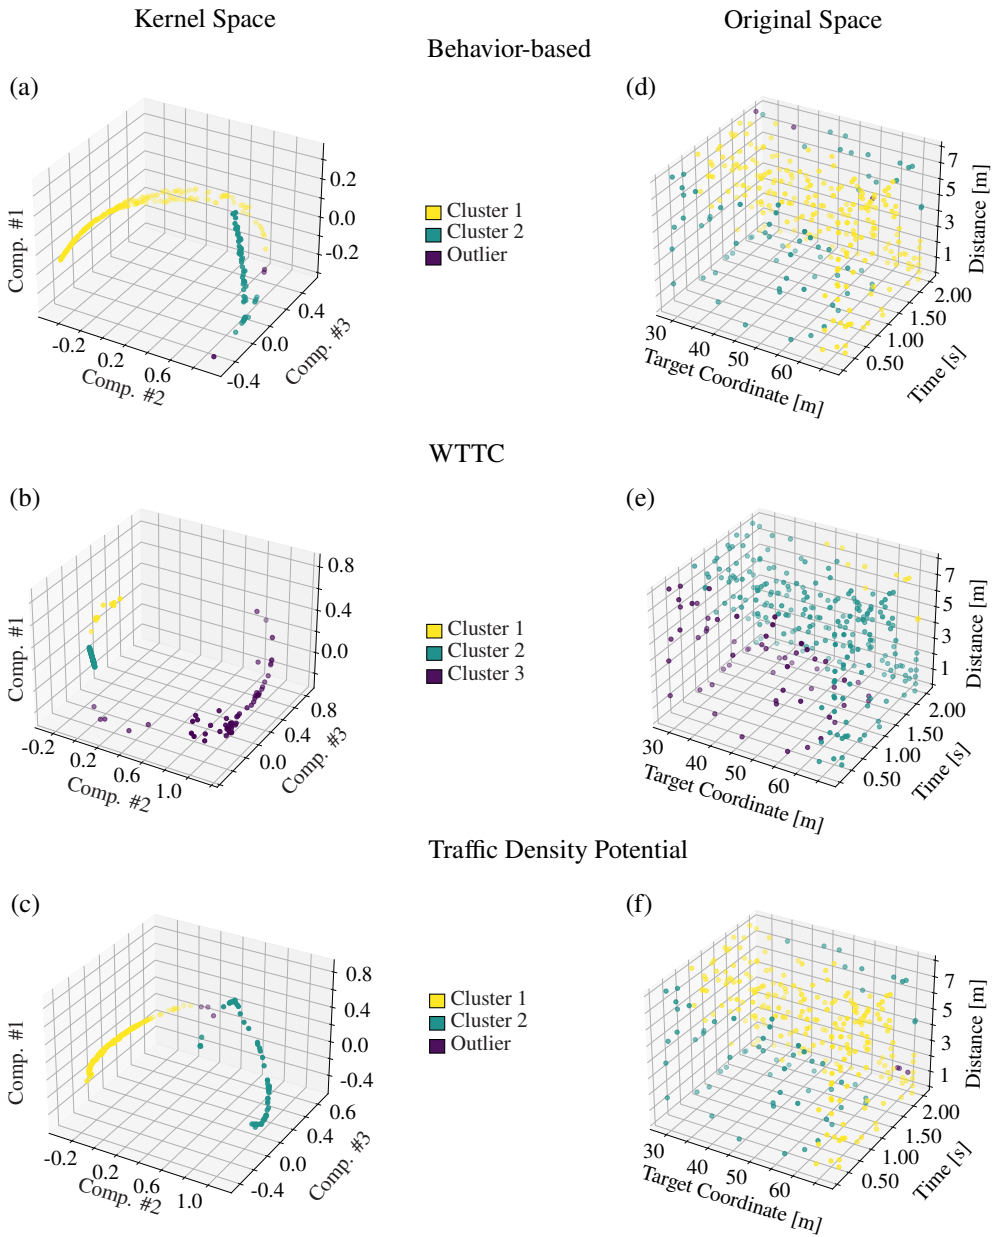 Kernel Space
Original Space
Behavior-based
(a)
0.2
0.0
-0.2
Comp. #1
-0.2
0.2
0.6
Comp. #2
-0.4
0.0
0.4
Comp. #3
Cluster 1
Cluster 2
Outlier
(d)
7
5
3
1
Distance [m]
30
40
50
60
Target Coordinate [m]
0.50
1.00
1.50
2.00
Time [s]
WTTC
(b)
0.8
0.4
0.0
Comp. #1
-0.2
0.2
0.6
1.0
Comp. #2
0.0
0.4
0.8
Comp. #3
Cluster 1
Cluster 2
Cluster 3
(e)
7
5
3
1
Distance [m]
30
40
50
60
Target Coordinate [m]
0.50
1.00
1.50
2.00
Time [s]
Traffic Density Potential
(c)
0.8
0.4
0.0
-0.4
Comp. #1
-0.2
0.2
0.6
1.0
Comp. #2
-0.4
0.0
0.4
0.6
Comp. #3
Cluster 1
Cluster 2
Outlier
(f)
7
5
3
1
Distance [m]
30
40
50
60
Target Coordinate [m]
0.50
1.00
1.50
2.00
Time [s]